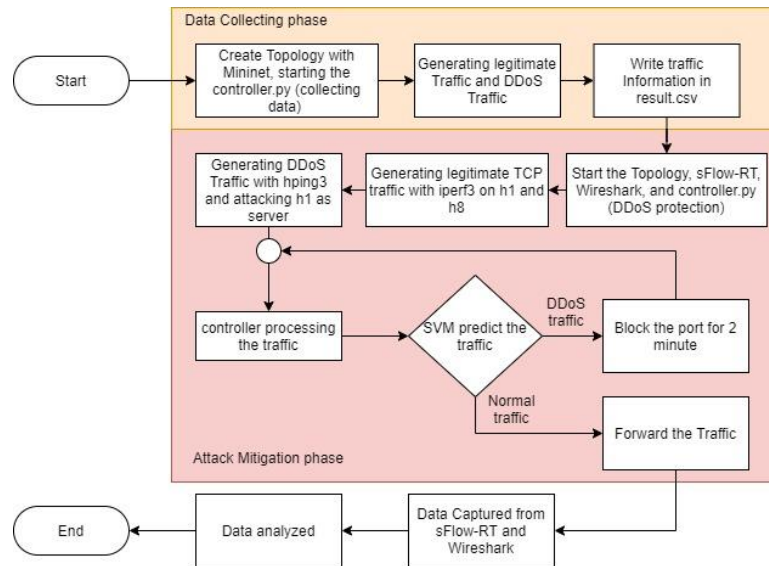 Data Collecting phase
Start
Create Topology with
Mininet, starting the
controller.py (collecting
data)
Generating legitimate
Traffic and DDoS
Traffic
Write traffic
Information in
result.csv
Generating DDoS
Traffic with hping3
and attacking h1 as
server
Generating legitimate TCP
traffic with iperf3 on h1 and
h8
Start the Topology, sFlow-RT,
Wireshark, and controller.py
(DDoS protection)
controller processing
the traffic
SVM predict the
traffic
DDoS
traffic
Block the port for 2
minute
Normal
traffic
Forward the Traffic
Attack Mitigation phase
End
Data analyzed
Data Captured from
sFlow-RT and
Wireshark